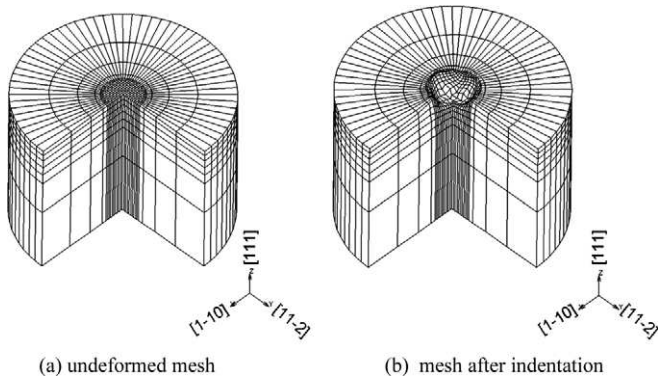 [111]
Z
Y
[1-10]
[11-2]
[111]
Z
Y
[1-10]
[11-2]
(a) undeformed mesh
(b) mesh after indentation